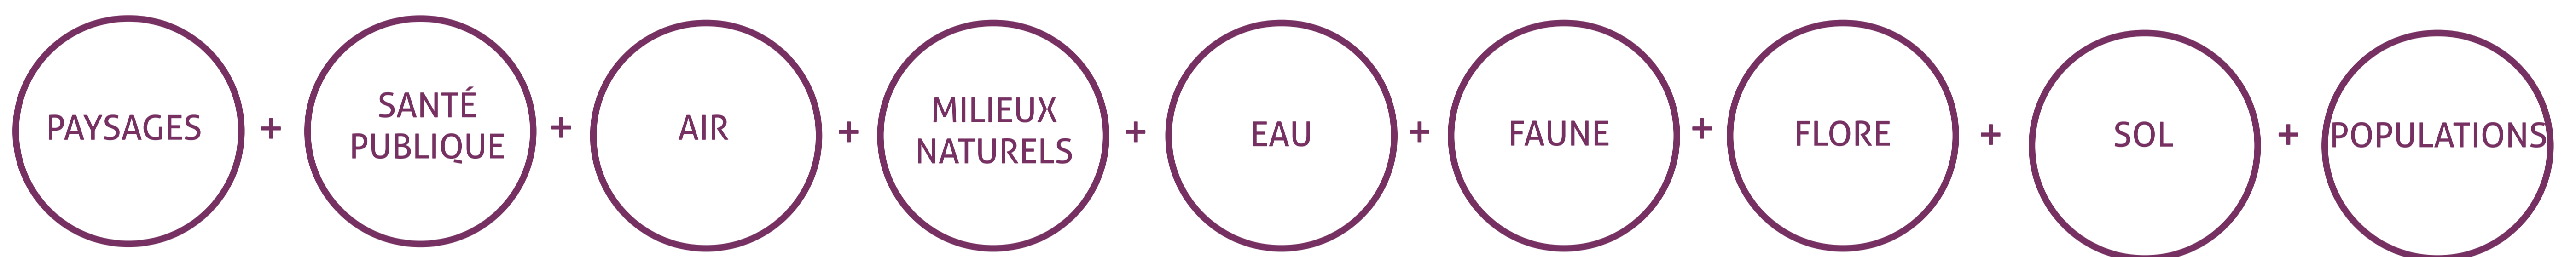 PAYSAGES + SANTÉ PUBLIQUE + AIR + MILIEUX NATURELS + EAU + FAUNE + FLORE + SOL + POPULATIONS